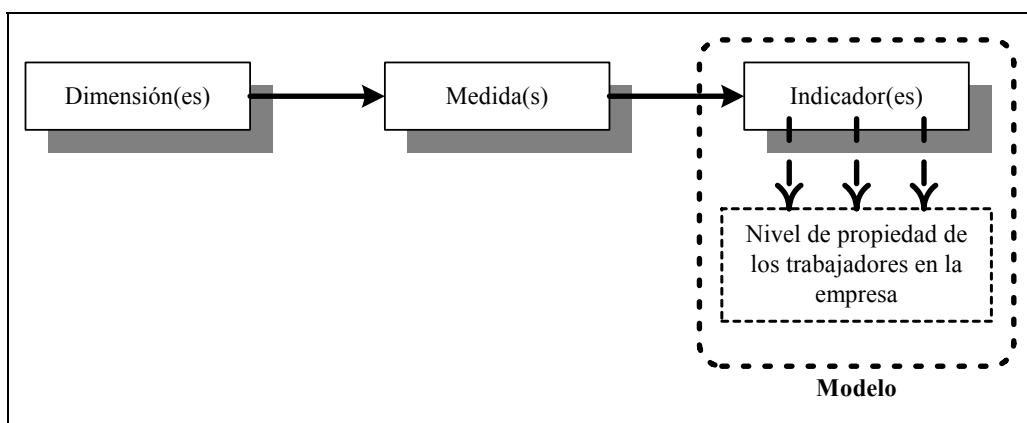 Dimensión(es)
Medida(s)
Indicador(es)
Nivel de propiedad de
los trabajadores en la
empresa
Modelo